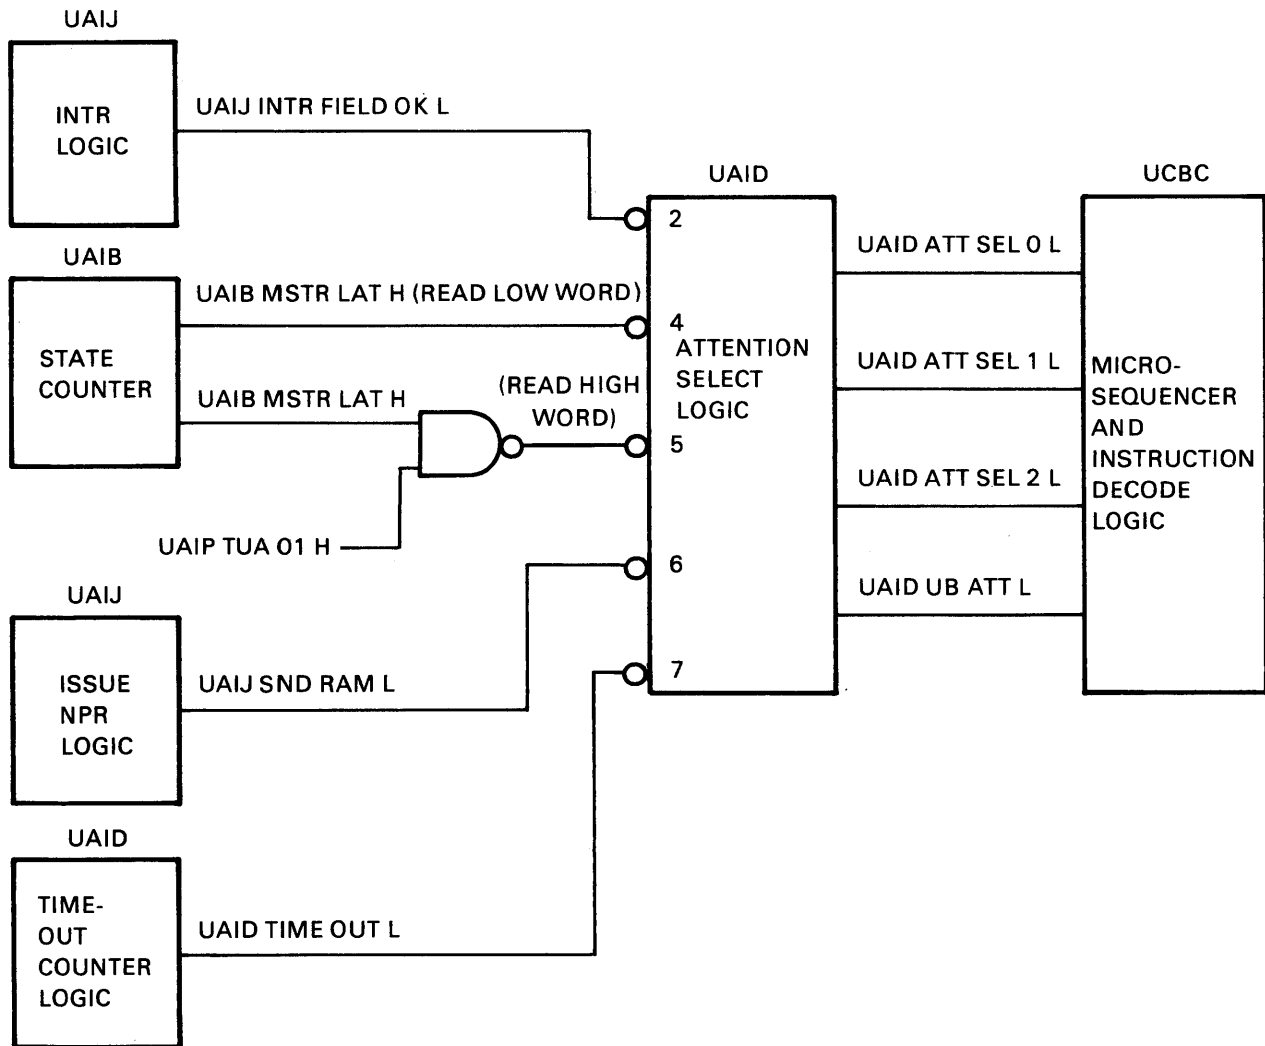 UAIJ
INTR
LOGIC
UAIJ INTR FIELD OK L
UAIB
STATE
COUNTER
UAIB MSTR LAT H (READ LOW WORD)
UAIB MSTR LAT H
(READ HIGH
WORD)
UAIP TUA 01 H
UAIJ
ISSUE
NPR
LOGIC
UAIJ SND RAM L
UAID
TIME-
OUT
COUNTER
LOGIC
UAID TIME OUT L
UAID
2
4
ATTENTION
SELECT
LOGIC
5
6
7
UAID ATT SEL 0 L
UAID ATT SEL 1 L
UAID ATT SEL 2 L
UAID UB ATT L
UCBC
MICRO-
SEQUENCER
AND
INSTRUCTION
DECODE
LOGIC